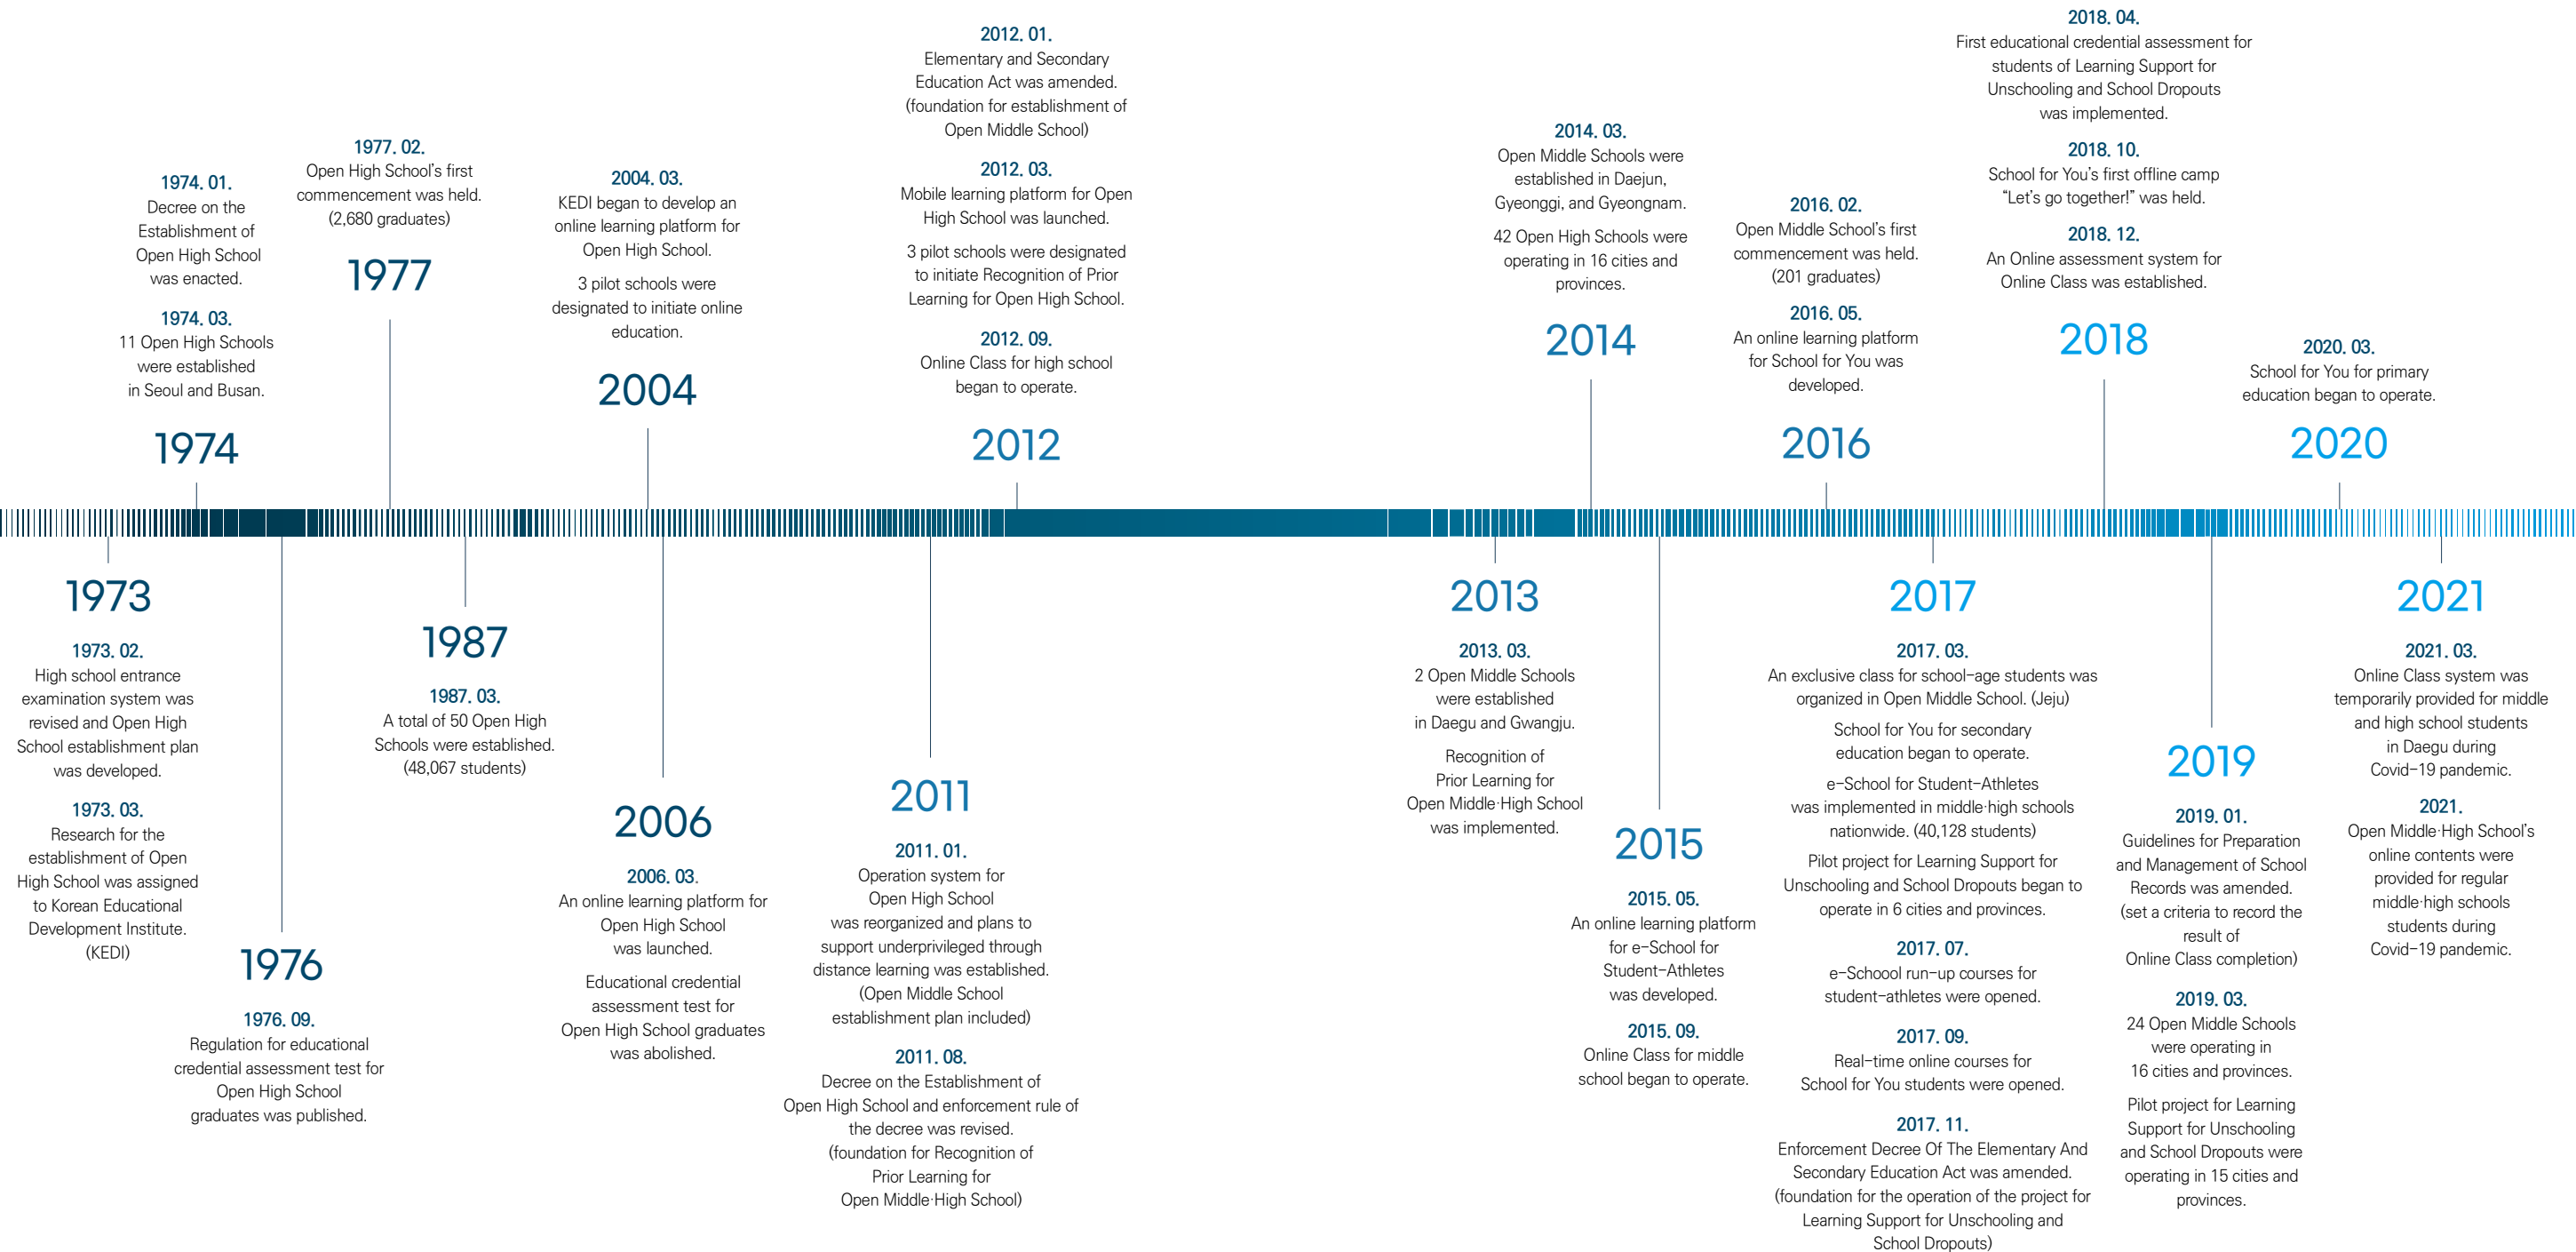 1974. 01.
Decree on the
Establishment of
Open High School
was enacted.
1974. 03.
11 Open High Schools
were established
in Seoul and Busan.
1974
1977. 02.
Open High School's first
commencement was held.
(2,680 graduates)
1977
2004. 03.
KEDI began to develop an
online learning platform for
Open High School.
3 pilot schools were
designated to initiate online
education.
2004
2012. 01.
Elementary and Secondary
Education Act was amended.
(foundation for establishment of
Open Middle School)
2012. 03.
Mobile learning platform for Open
High School was launched.
3 pilot schools were designated
to initiate Recognition of Prior
Learning for Open High School.
2012. 09.
Online Class for high school
began to operate.
2012
2014. 03.
Open Middle Schools were
established in Daejun,
Gyeonggi, and Gyeongnam.
42 Open High Schools were
operating in 16 cities and
provinces.
2014
2016. 02.
Open Middle School's first
commencement was held.
(201 graduates)
2016. 05.
An online learning platform
for School for You was
developed.
2016
2018. 04.
First educational credential assessment for
students of Learning Support for
Unschooling and School Dropouts
was implemented.
2018. 10.
School for You's first offline camp
“Let's go together!” was held.
2018. 12.
An Online assessment system for
Online Class was established.
2018
2020. 03.
School for You for primary
education began to operate.
2020
1973
1973. 02.
High school entrance
examination system was
revised and Open High
School establishment plan
was developed.
1973. 03.
Research for the
establishment of Open
High School was assigned
to Korean Educational
Development Institute.
(KEDI)
1976
1976. 09.
Regulation for educational
credential assessment test for
Open High School
graduates was published.
1987
1987. 03.
A total of 50 Open High
Schools were established.
(48,067 students)
2006
2006. 03.
An online learning platform for
Open High School
was launched.
Educational credential
assessment test for
Open High School graduates
was abolished.
2011
2011. 01.
Operation system for
Open High School
was reorganized and plans to
support underprivileged through
distance learning was established.
(Open Middle School
establishment plan included)
2011. 08.
Decree on the Establishment of
Open High School and enforcement rule of
the decree was revised.
(foundation for Recognition of
Prior Learning for
Open Middle·High School)
2013
2013. 03.
2 Open Middle Schools
were established
in Daegu and Gwangju.
Recognition of
Prior Learning for
Open Middle·High School
was implemented.
2015
2015. 05.
An online learning platform
for e-School for
Student-Athletes
was developed.
2015. 09.
Online Class for middle
school began to operate.
2017
2017. 03.
An exclusive class for school-age students was
organized in Open Middle School. (Jeju)
School for You for secondary
education began to operate.
e-School for Student-Athletes
was implemented in middle·high schools
nationwide. (40,128 students)
Pilot project for Learning Support for
Unschooling and School Dropouts began to
operate in 6 cities and provinces.
2017. 07.
e-Schoool run-up courses for
student-athletes were opened.
2017. 09.
Real-time online courses for
School for You students were opened.
2017. 11.
Enforcement Decree Of The Elementary And
Secondary Education Act was amended.
(foundation for the operation of the project for
Learning Support for Unschooling and
School Dropouts)
2019
2019. 01.
Guidelines for Preparation
and Management of School
Records was amended.
(set a criteria to record the
result of
Online Class completion)
2019. 03.
24 Open Middle Schools
were operating in
16 cities and provinces.
Pilot project for Learning
Support for Unschooling
and School Dropouts were
operating in 15 cities and
provinces.
2021
2021. 03.
Online Class system was
temporarily provided for middle
and high school students
in Daegu during
Covid-19 pandemic.
2021.
Open Middle·High School's
online contents were
provided for regular
middle·high schools
students during
Covid-19 pandemic.